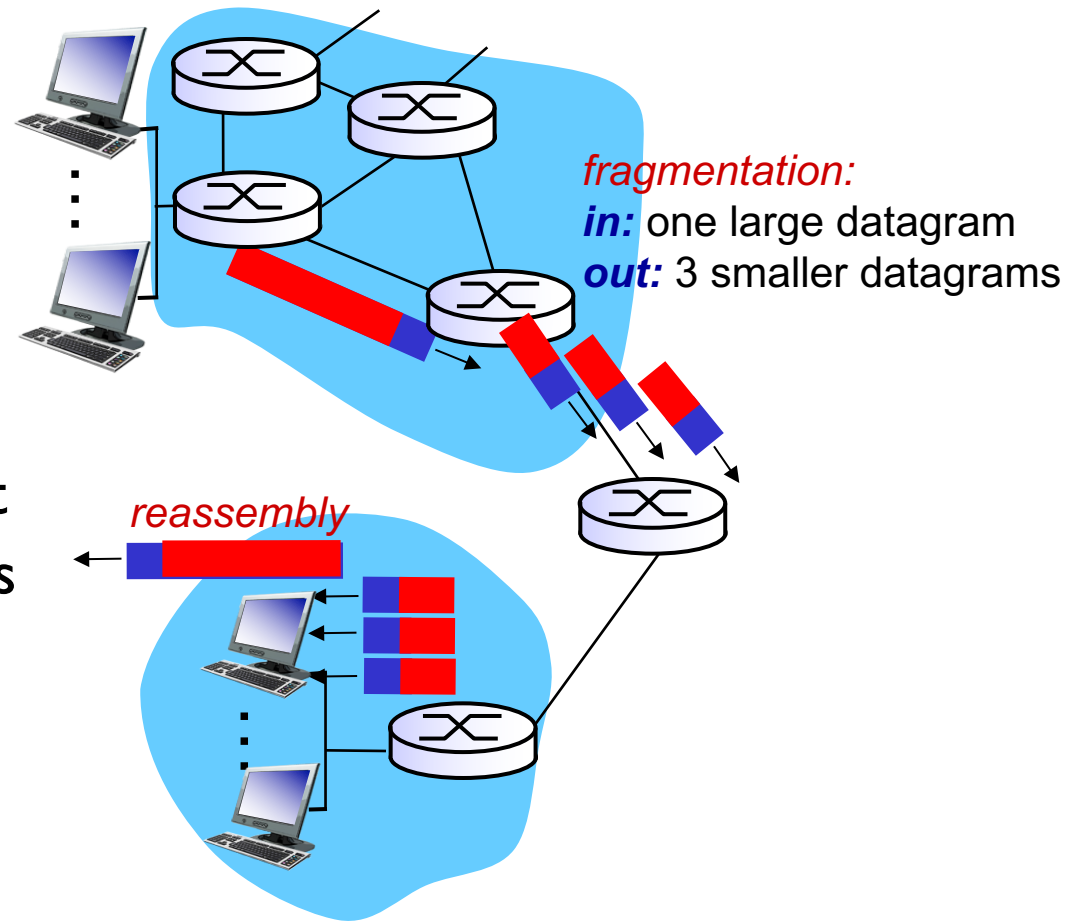 fragmentation:
in: one large datagram
out: 3 smaller datagrams
reassembly